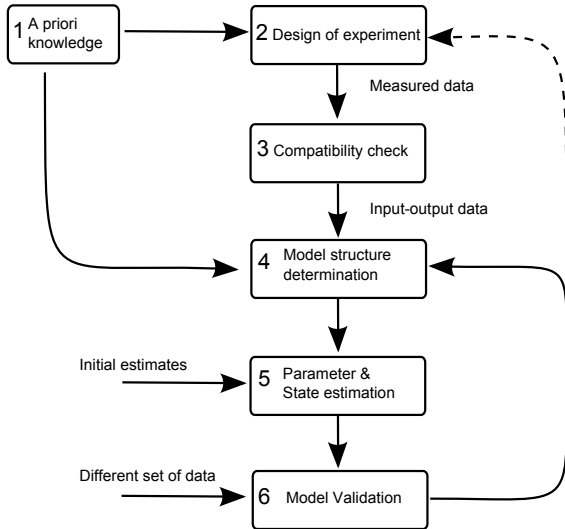 1 A priori
knowledge
2 Design of experiment
Measured data
3 Compatibility check
Input-output data
4 Model structure
determination
Initial estimates
5 Parameter &
State estimation
Different set of data
6 Model Validation